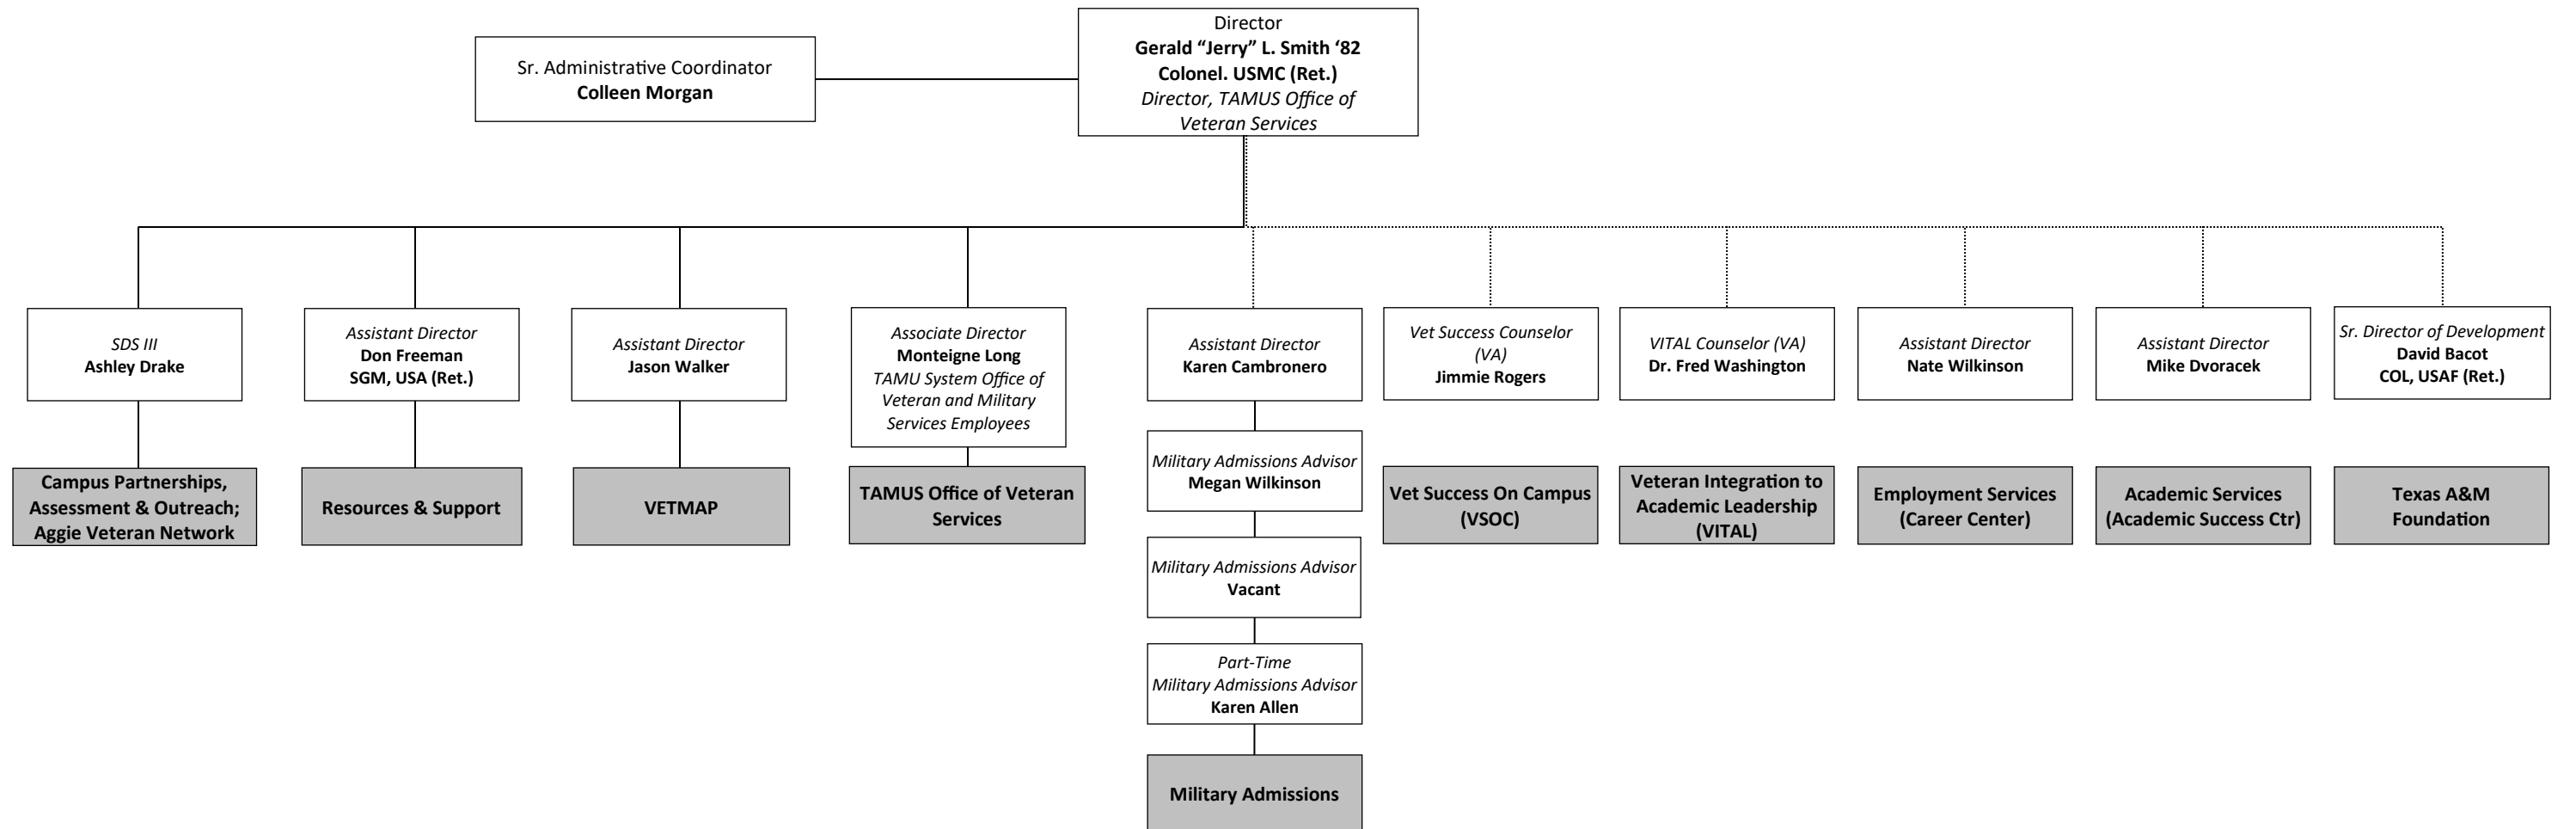 Director
Gerald “Jerry” L. Smith ‘82
Colonel. USMC (Ret.)
Director, TAMUS Office of
Veteran Services
Sr. Administrative Coordinator
Colleen Morgan
SDS III
Ashley Drake
Assistant Director
Don Freeman
SGM, USA (Ret.)
Assistant Director
Jason Walker
Associate Director
Monteigne Long
TAMU System Office of
Veteran and Military
Services Employees
Assistant Director
Karen Cambronero
Vet Success Counselor
(VA)
Jimmie Rogers
VITAL Counselor (VA)
Dr. Fred Washington
Assistant Director
Nate Wilkinson
Assistant Director
Mike Dvoracek
Sr. Director of Development
David Bacot
COL, USAF (Ret.)
Campus Partnerships,
Assessment & Outreach;
Aggie Veteran Network
Resources & Support
VETMAP
TAMUS Office of Veteran
Services
Military Admissions Advisor
Megan Wilkinson
Vet Success On Campus
(VSOC)
Veteran Integration to
Academic Leadership
(VITAL)
Employment Services
(Career Center)
Academic Services
(Academic Success Ctr)
Texas A&M
Foundation
Military Admissions Advisor
Vacant
Part-Time
Military Admissions Advisor
Karen Allen
Military Admissions